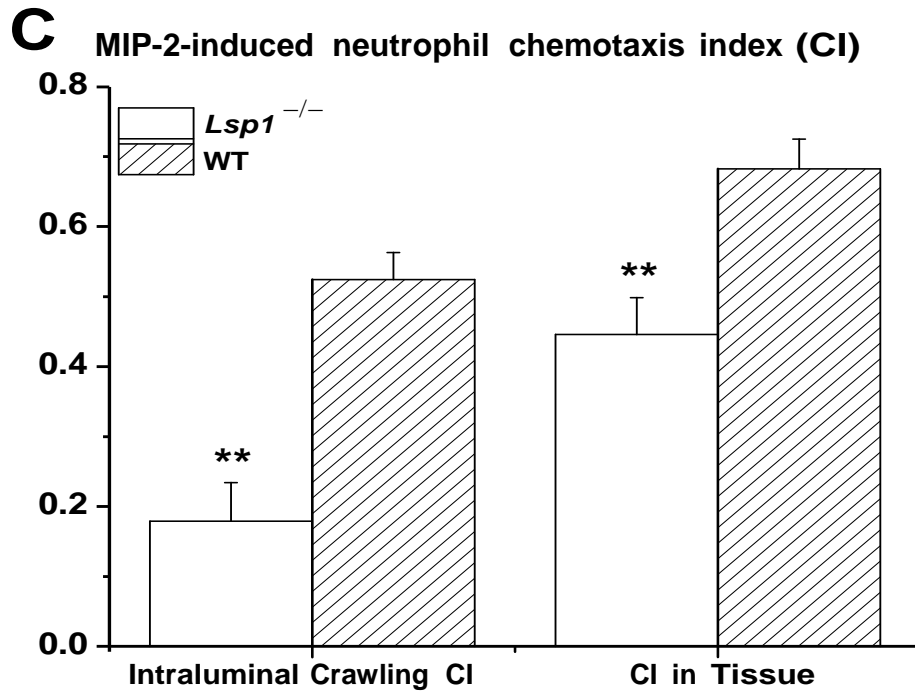 C
MIP-2-induced neutrophil chemotaxis index (CI)
0.8
Lsp1 −/−
WT
0.6
**
0.4
**
0.2
0.0
Intraluminal Crawling CI
CI in Tissue